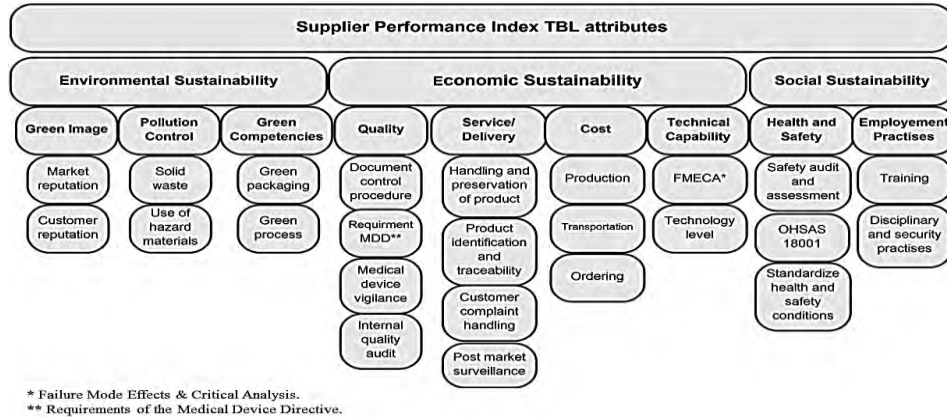 Supplier Performance Index TBL attributes
Environmental Sustainability
Economic Sustainability
Social Sustainability
Green Image
Pollution
Control
Green
Competencies
Quality
Service/
Delivery
Cost
Technical
Capability
Health and
Safety
Employement
Practises
Market
reputation
Customer
reputation
Solid
waste
Use of
hazard
materials
Green
packaging
Green
process
Document
control
procedure
Requirment
MDD**
Medical
device
vigilance
Internal
quality
audit
Handling and
preservation
of product
Product
identification
and
traceability
Customer
complaint
handling
Post market
surveillance
Production
Transportation
Ordering
FMECA*
Technology
level
Safety audit
and
assessment
OHSAS
18001
Standardize
health and
safety
conditions
Training
Disciplinary
and security
practises
* Failure Mode Effects & Critical Analysis.
** Requirements of the Medical Device Directive.